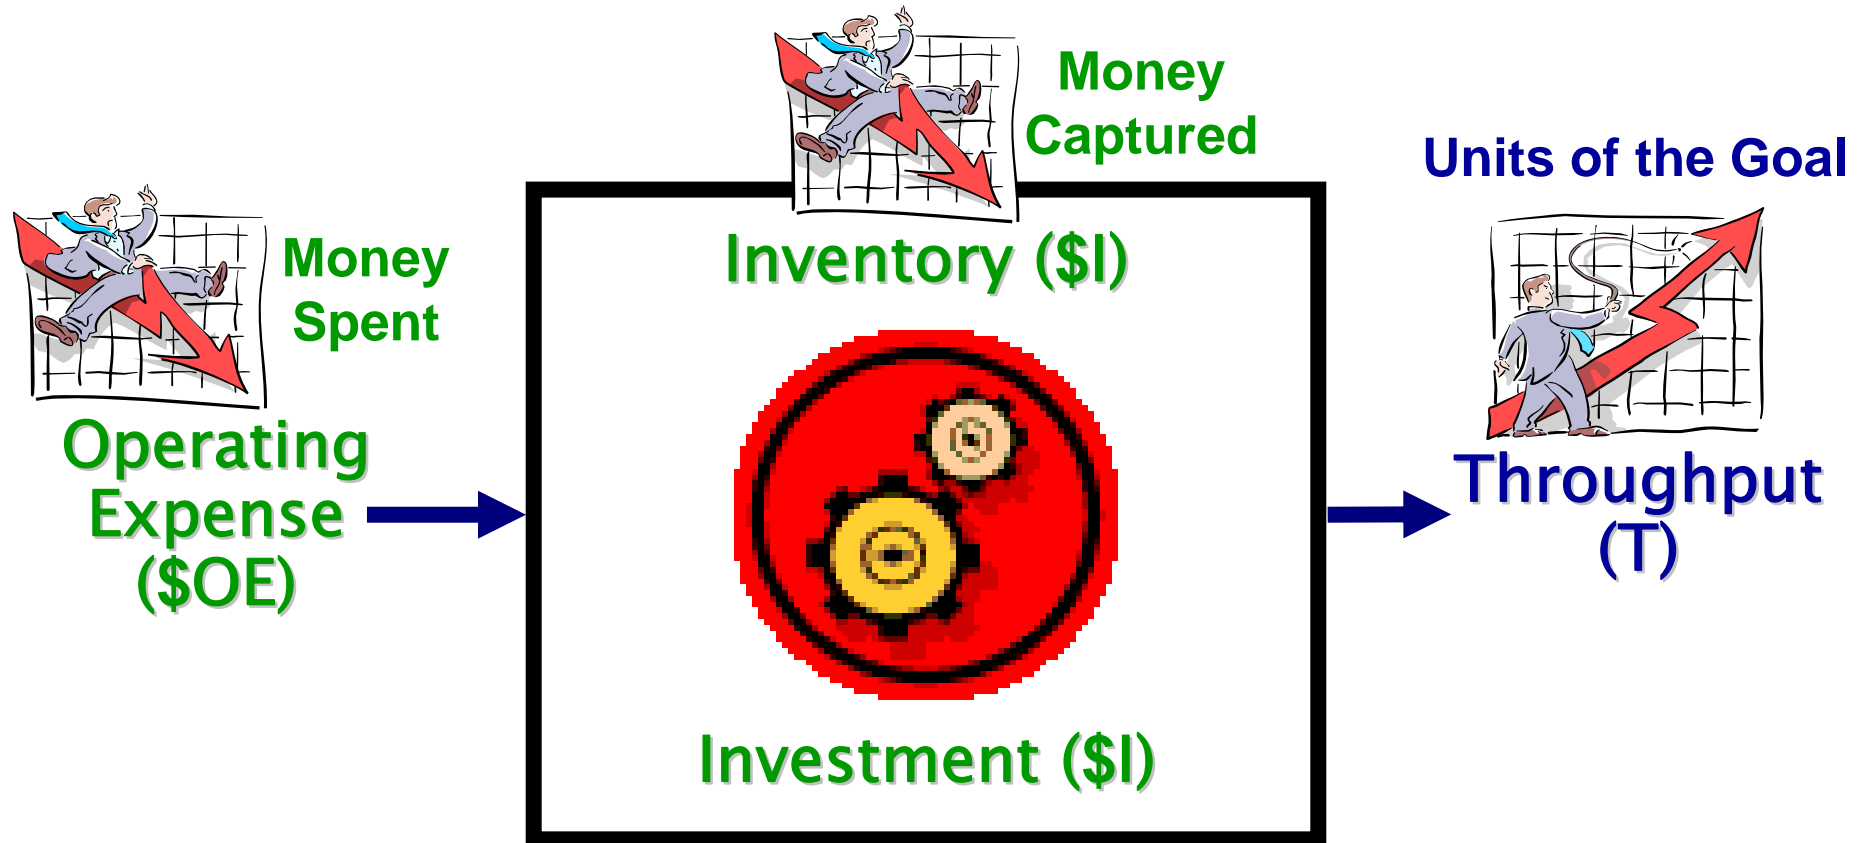 Money
Spent
Operating
Expense
($OE)
Money
Captured
Inventory ($I)
Investment ($I)
Units of the Goal
Throughput
(T)